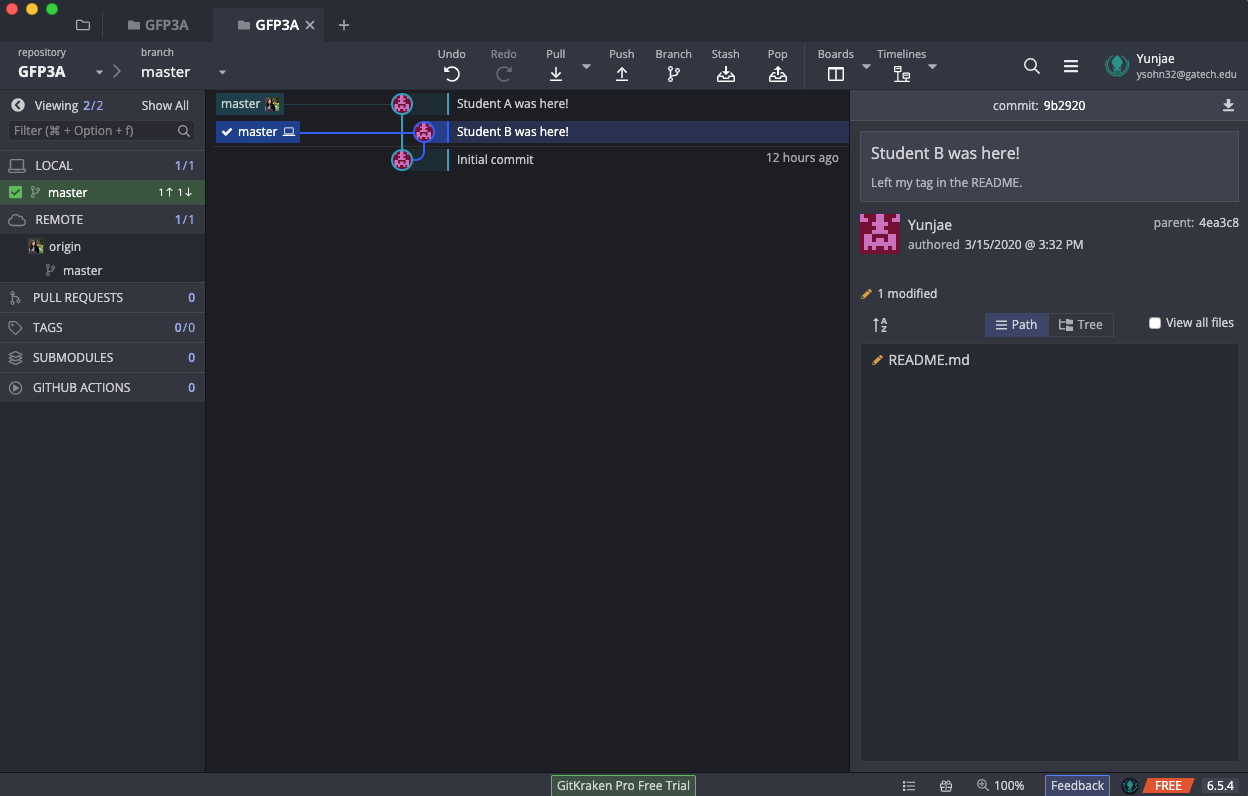 GFP3A
GFP3A
repository
GFP3A
branch
master
Undo
Redo
Pull
Push
Branch
Stash
Pop
Boards
Timelines
Yunjae
ysohn32@gatech.edu
Viewing 2/2
Show All
Filter (⌘ + Option + f)
LOCAL
1/1
master
1↑ 1↓
REMOTE
1/1
origin
master
PULL REQUESTS
0
TAGS
0/0
SUBMODULES
0
GITHUB ACTIONS
0
master
Student A was here!
master
Student B was here!
Initial commit
12 hours ago
commit: 9b2920
Student B was here!
Left my tag in the README.
Yunjae
authored 3/15/2020 @ 3:32 PM
parent: 4ea3c8
1 modified
Path
Tree
View all files
README.md
GitKraken Pro Free Trial
100%
Feedback
FREE
6.5.4